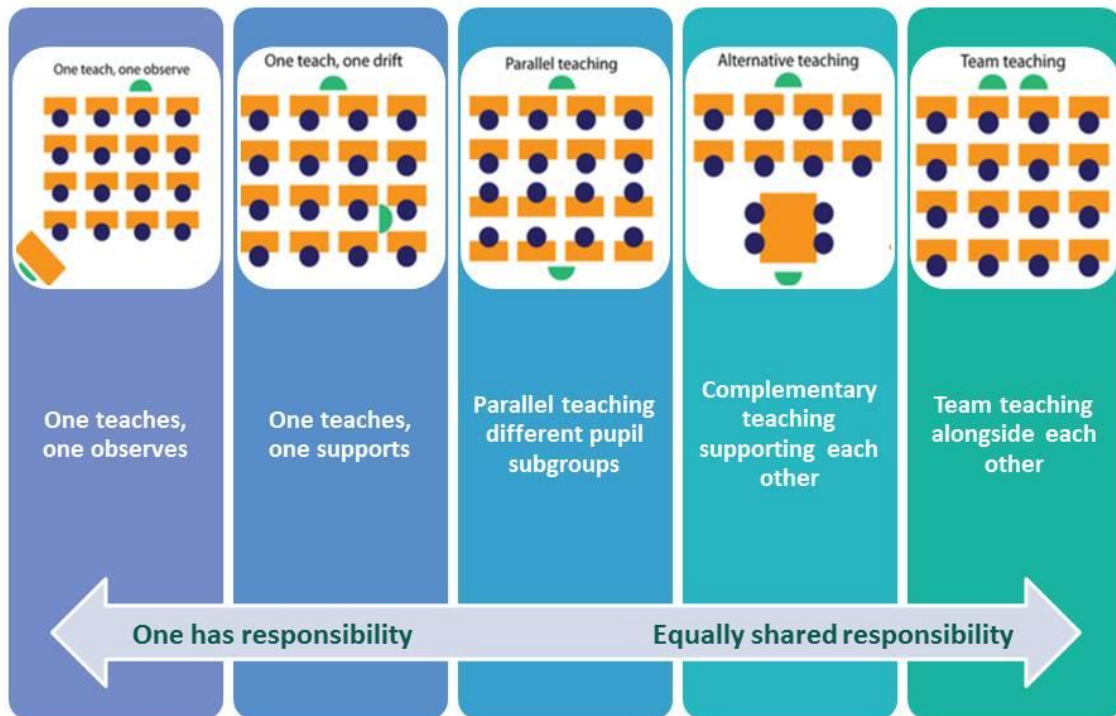 One teach, one observe
One teach, one drift
Parallel teaching
Alternative teaching
Team teaching
One teaches,
one observes
One teaches,
one supports
Parallel teaching
different pupil
subgroups
Complementary
teaching
supporting each
other
Team teaching
alongside each
other
One has responsibility
Equally shared responsibility